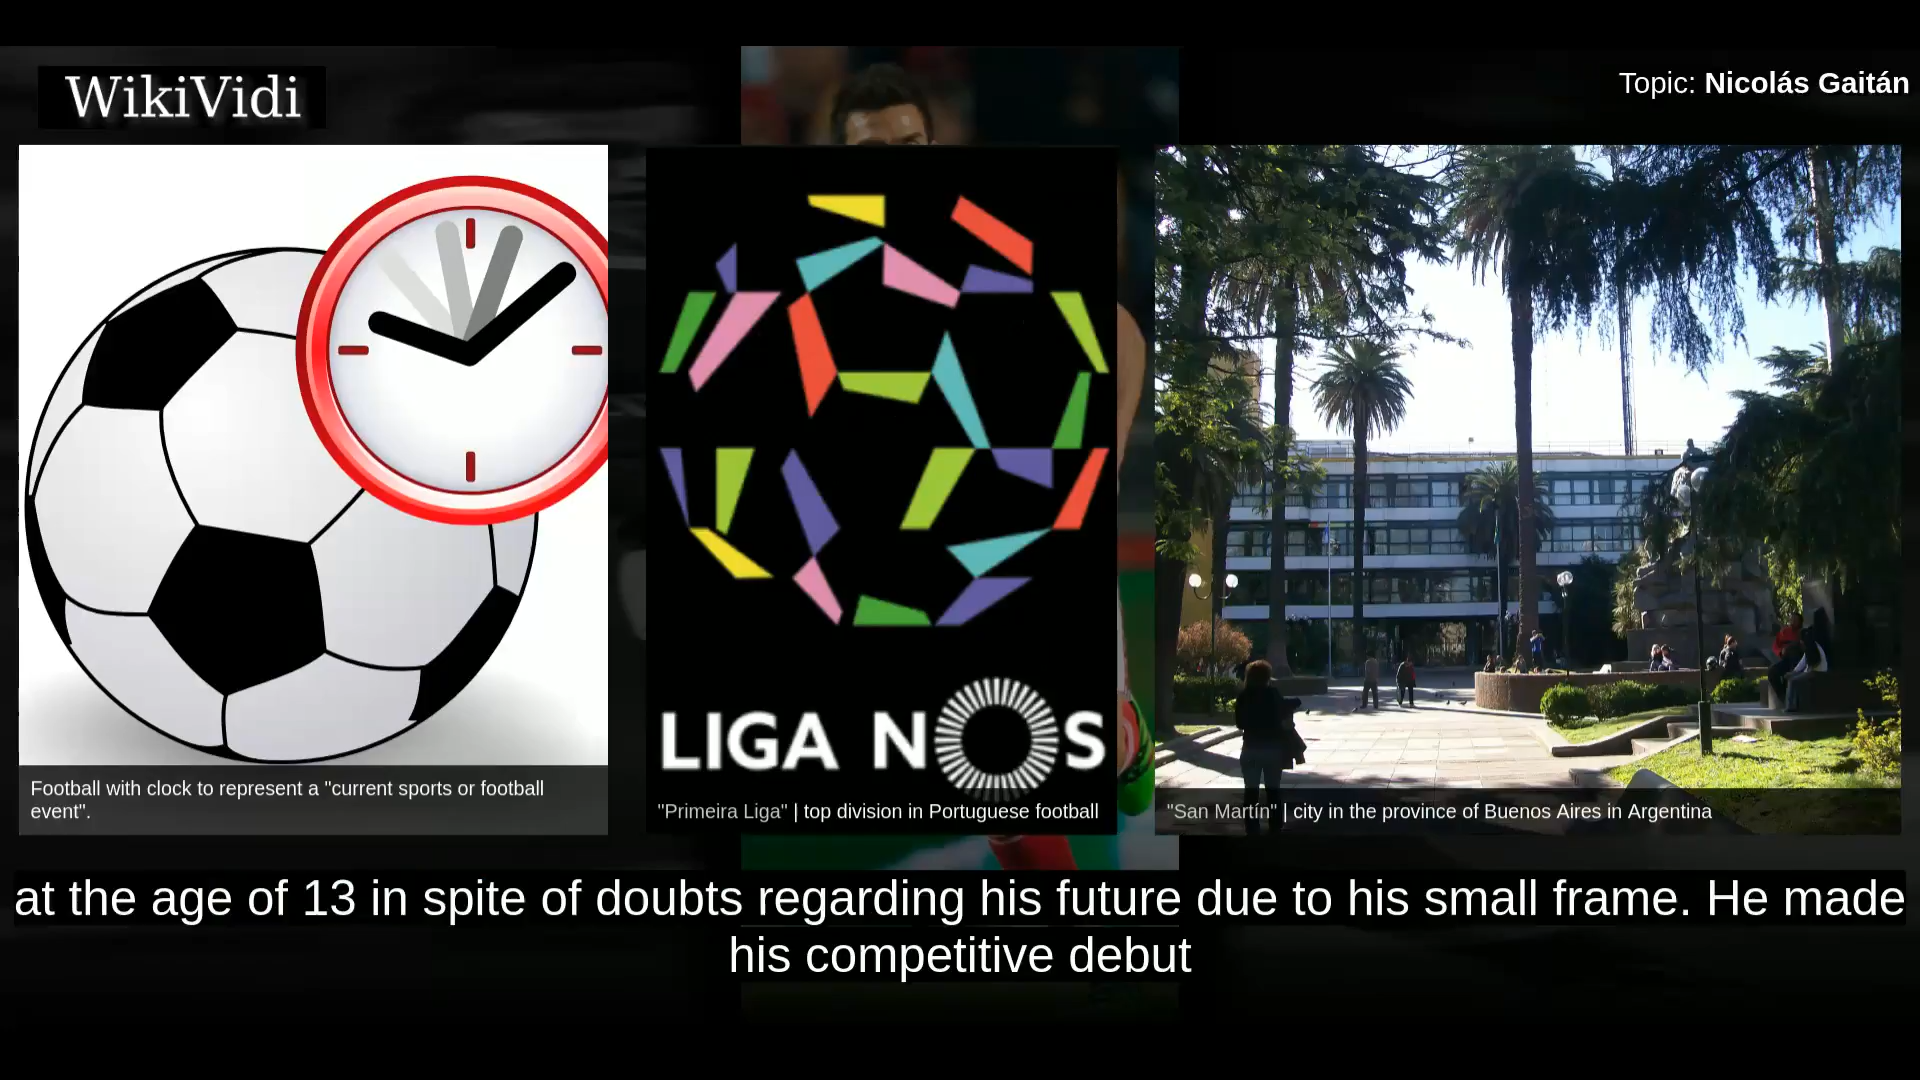 WikiVidi
Topic: Nicolás Gaitán
LIGA NOS
Football with clock to represent a "current sports or football
event".
"Primeira Liga" | top division in Portuguese football
"San Martín" | city in the province of Buenos Aires in Argentina
at the age of 13 in spite of doubts regarding his future due to his small frame. He made
his competitive debut